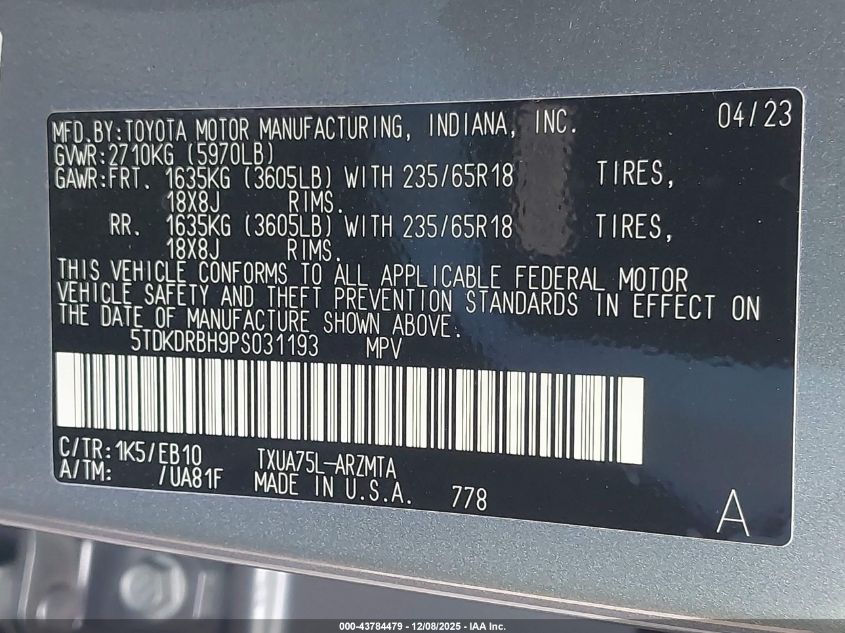 MFD.BY:TOYOTA MOTOR MANUFACTURING, INDIANA, INC. 04/23
GVWR:2710KG (5970LB)
GAWR:FRT. 1635KG (3605LB) WITH 235/65R18 TIRES,
18X8J RIMS.
RR. 1635KG (3605LB) WITH 235/65R18 TIRES,
18X8J RIMS.
THIS VEHICLE CONFORMS TO ALL APPLICABLE FEDERAL MOTOR
VEHICLE SAFETY AND THEFT PREVENTION STANDARDS IN EFFECT ON
THE DATE OF MANUFACTURE SHOWN ABOVE.
5TDKDRBH9PS031193 MPV
C/TR:1K5/EB10 TXUA75L-ARZMTA
A/TM: /UA81F MADE IN U.S.A. 778
A
000-43784479 - 12/08/2025 - IAA Inc.